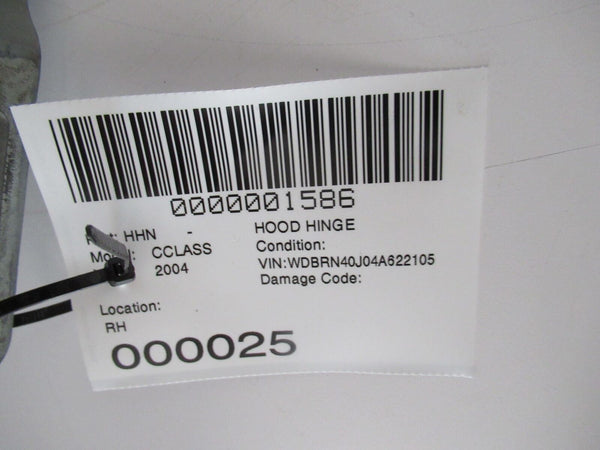 0000001586
HHN - HOOD HINGE
CCLASS Condition:
2004 VIN:WDBRN40J04A622105
Damage Code:
Location:
RH
000025